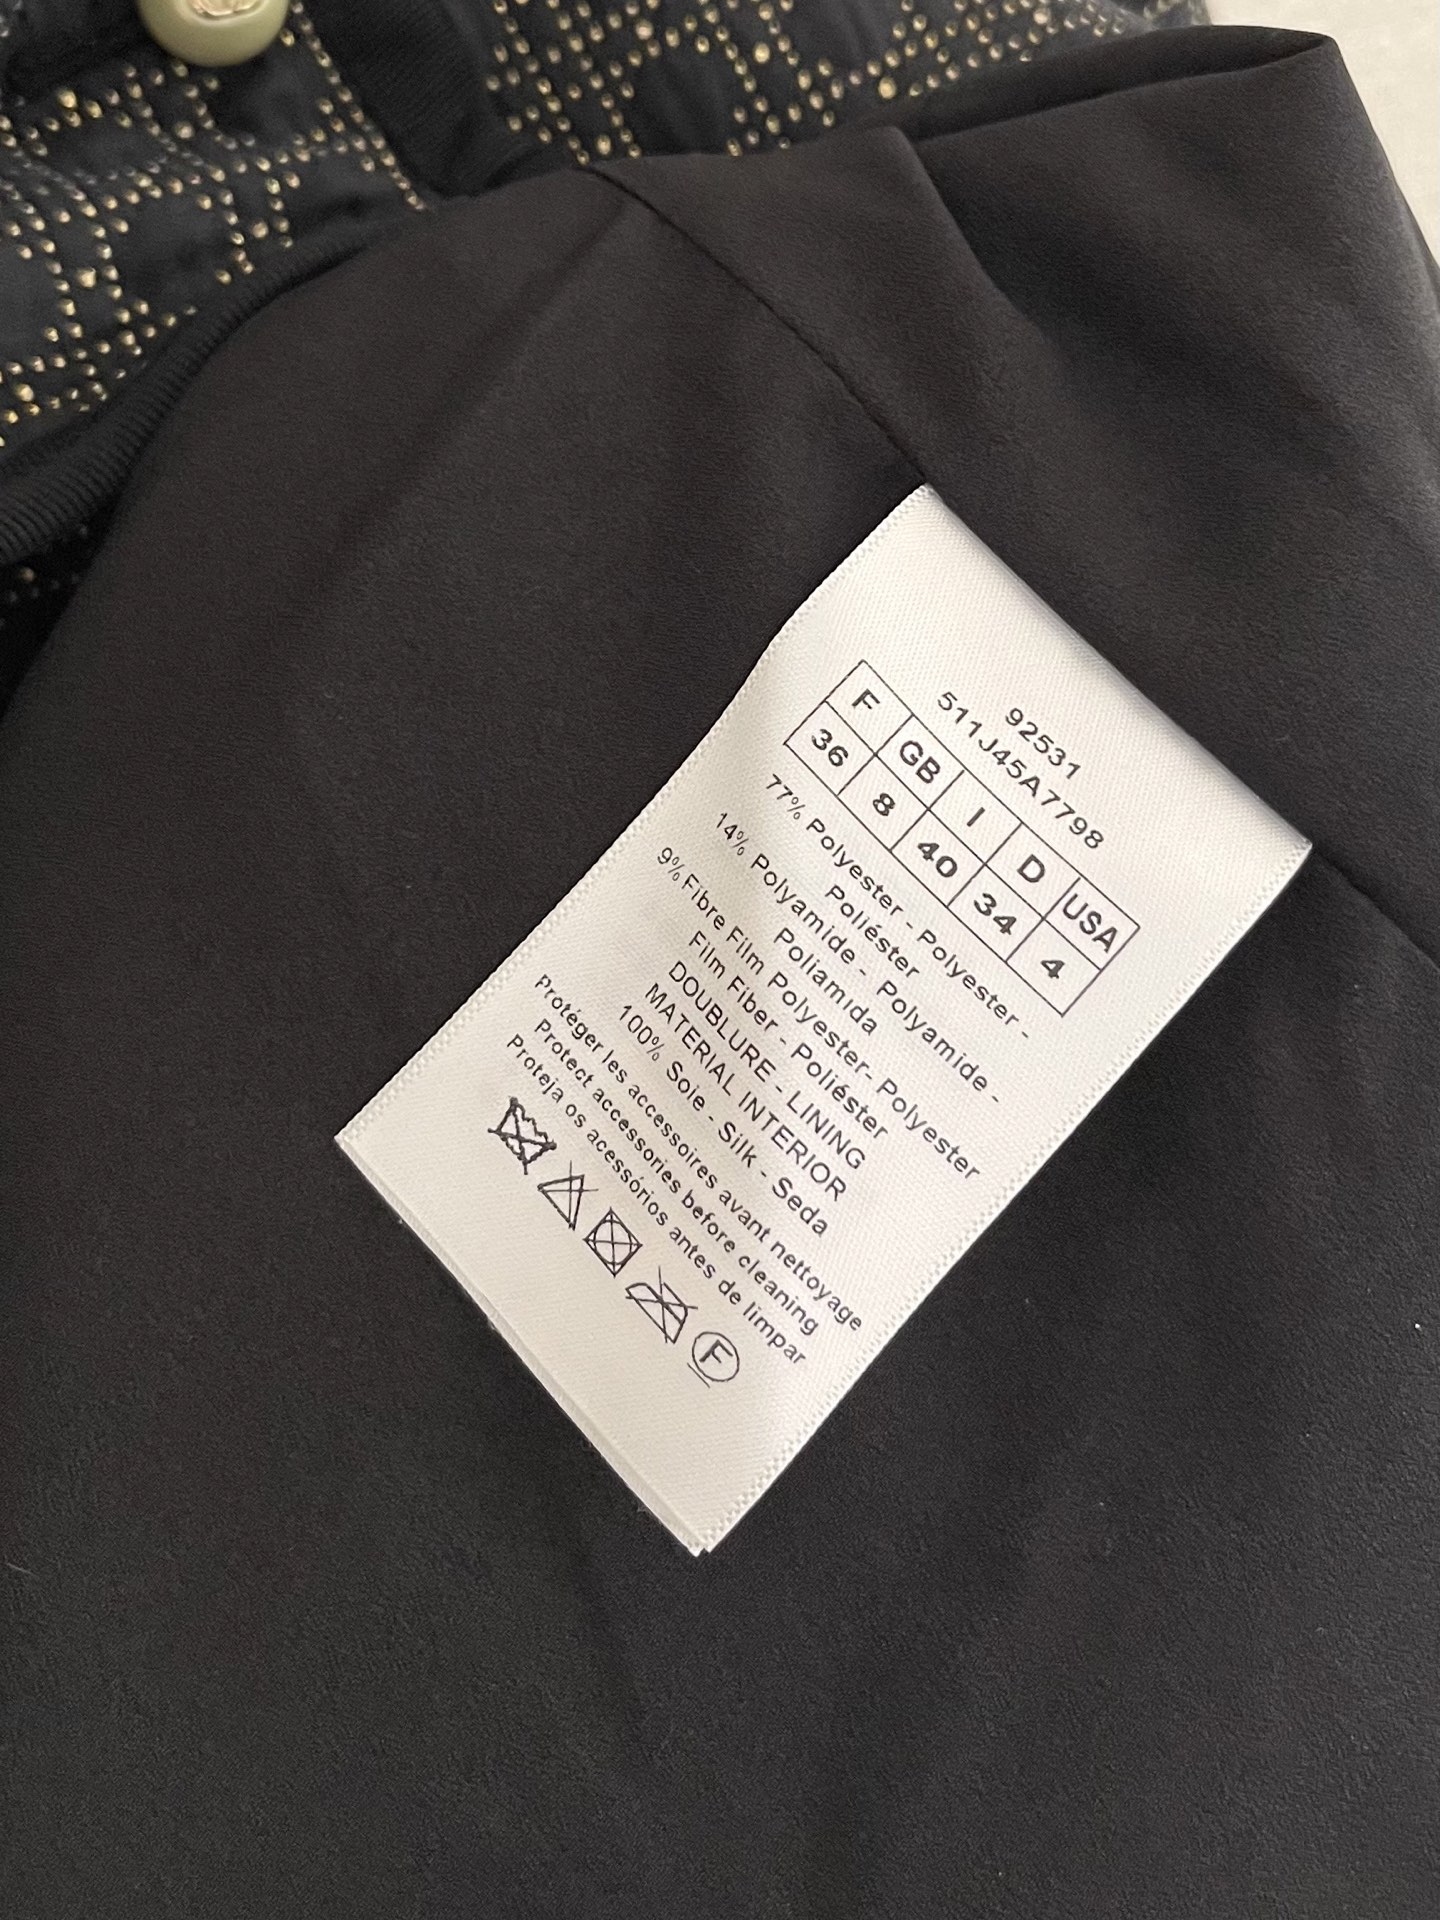 92531
511J45A7798
F GB I D USA
36 8 40 34 4
77% Polyester - Polyester -
Poliéster
14% Polyamide - Polyamide -
Poliamida
9% Fibre Film Polyester- Polyester
Film Fiber - Poliéster
DOUBLURE - LINING
MATERIAL INTERIOR
100% Soie - Silk - Seda
Protéger les accessoires avant nettoyage
Protect accessories before cleaning
Proteja os acessórios antes de limpar
F